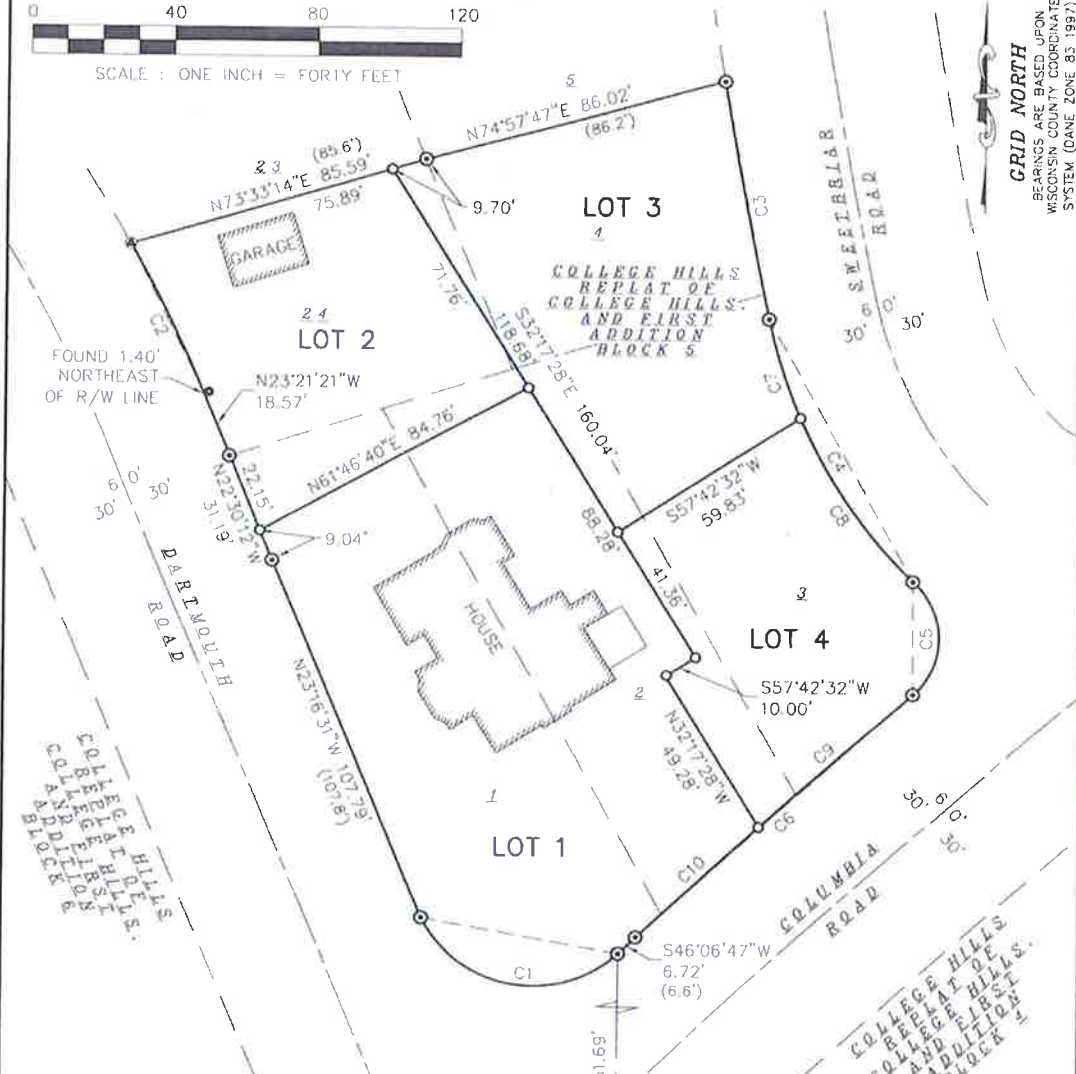 0 40 80 120
SCALE : ONE INCH = FORTY FEET
GRID NORTH
BEARINGS ARE BASED UPON
WISCONSIN COUNTY COORDINATE
SYSTEM (DANE ZONE 83 1997)
5
N74°57'47"E 86.02'
(86.2')
2 3
(85.6')
N73°33'14"E 85.59'
75.89'
9.70'
LOT 3
4
C3
SWEETBRIAR
ROAD
30' 60' 30'
GARAGE
COLLEGE HILLS
REPLAT OF
COLLEGE HILLS.
AND FIRST
ADDITION
BLOCK 5
71.76'
118.68'
S32°17'28"E 160.04'
C2
2 4
LOT 2
FOUND 1.40'
NORTHEAST
OF R/W LINE
N23°21'21"W
18.57'
C7
C4
C8
N61°46'40"E 84.76'
S57°42'32"W
59.83'
22.15'
N22°30'12"W
31.19'
9.04'
30' 60' 30'
DARTMOUTH
ROAD
88.28'
41.36'
HOUSE
3
LOT 4
C5
S57°42'32"W
10.00'
2
N32°17'28"W
49.28'
N23°16'31"W 107.79'
(107.8')
C9
C6
30' 60' 30'
COLLEGE HILLS
REPLAT OF
COLLEGE HILLS.
AND FIRST
ADDITION
BLOCK 6
1
LOT 1
C10
COLUMBIA
ROAD
C1
S46°06'47"W
6.72'
(6.6')
1.69'
COLLEGE HILLS
REPLAT OF
COLLEGE HILLS.
AND FIRST
ADDITION
LOCK 4